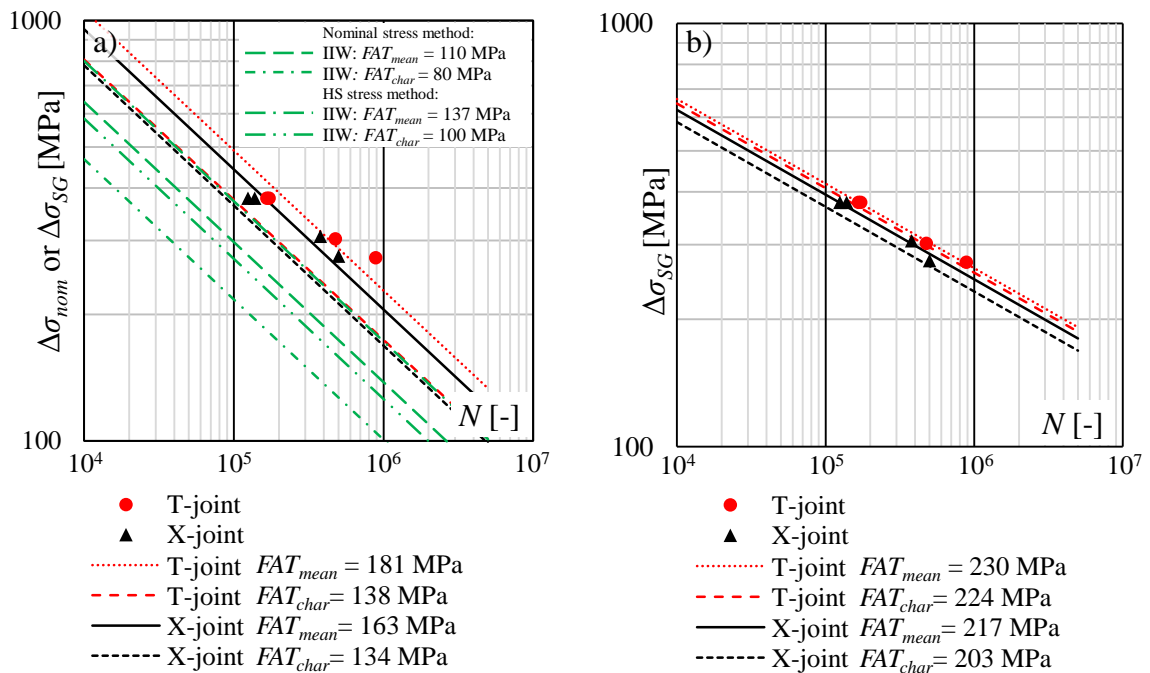 a)
1000
100
Δσnom or ΔσSG [MPa]
Nominal stress method:
IIW: FATmean = 110 MPa
IIW: FATchar = 80 MPa
HS stress method:
IIW: FATmean = 137 MPa
IIW: FATchar = 100 MPa
N [-]
10⁴ 10⁵ 10⁶ 10⁷
T-joint
X-joint
T-joint FATmean = 181 MPa
T-joint FATchar= 138 MPa
X-joint FATmean= 163 MPa
X-joint FATchar= 134 MPa
b)
1000
100
ΔσSG [MPa]
N [-]
10⁴ 10⁵ 10⁶ 10⁷
T-joint
X-joint
T-joint FATmean = 230 MPa
T-joint FATchar= 224 MPa
X-joint FATmean= 217 MPa
X-joint FATchar= 203 MPa